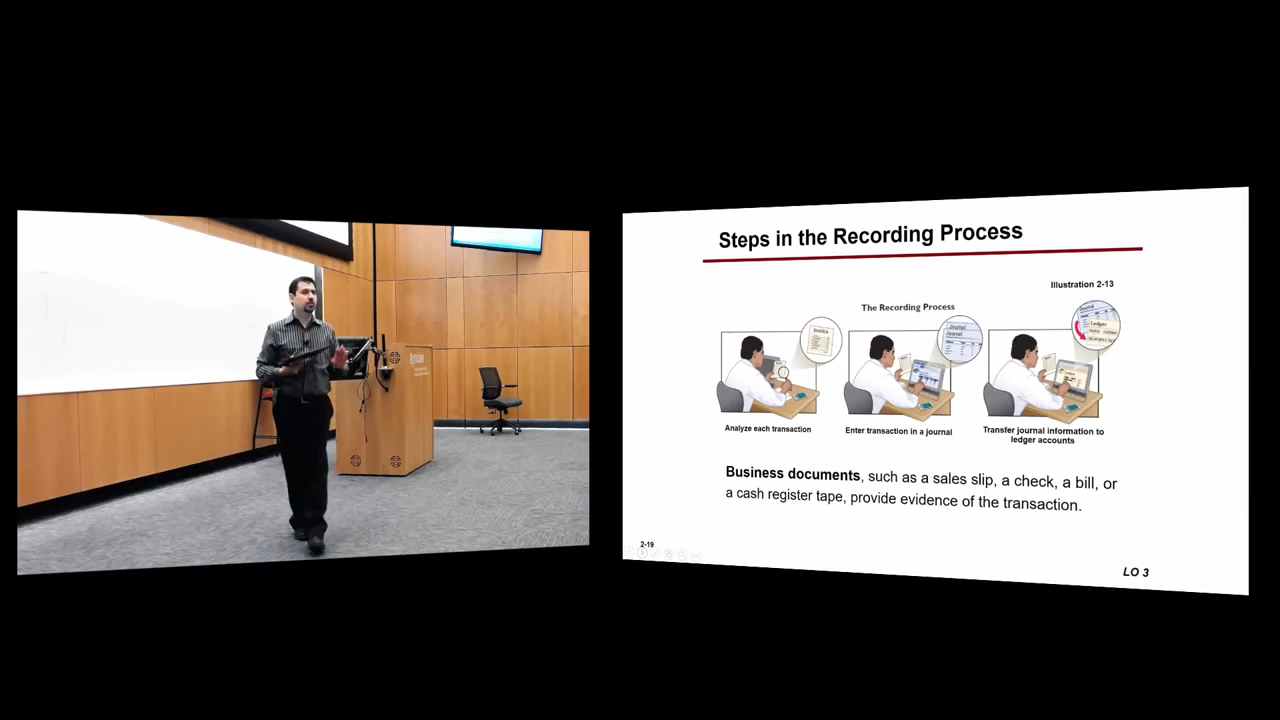 Steps in the Recording Process
Illustration 2-13
The Recording Process
Invoice
Journal
Journal
Journal
Ledger
Analyze each transaction
Enter transaction in a journal
Transfer journal information to
ledger accounts
Business documents, such as a sales slip, a check, a bill, or
a cash register tape, provide evidence of the transaction.
2-19
LO 3